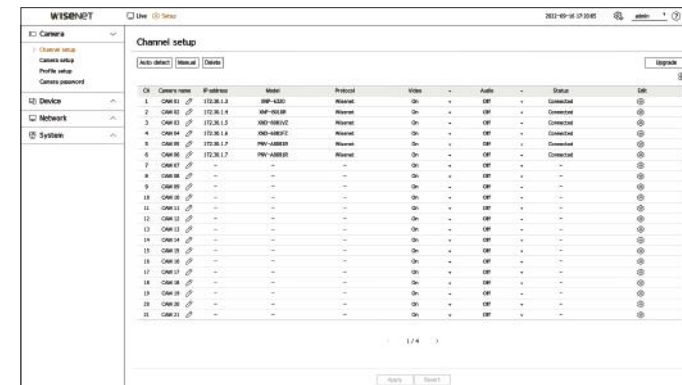 WISENET
Live Setup 2022-09-16 17:10:05 admin
Camera
Channel setup
Camera setup
Profile setup
Camera password
Device
Network
System
Channel setup
Auto detect Manual Delete Upgrade
CH Camera name IP address Model Protocol Video Audio Status Edit
1 CAM 01 172.30.1.3 Wisenet On Off Connected
2 CAM 02 172.30.1.4 Wisenet On Off Connected
3 CAM 03 172.30.1.5 Wisenet On Off Connected
4 CAM 04 172.30.1.6 Wisenet On Off Connected
5 CAM 05 172.30.1.7 Wisenet On Off Connected
6 CAM 06 172.30.1.7 Wisenet On Off Connected
7 CAM 07 - - - On Off -
8 CAM 08 - - - On Off -
9 CAM 09 - - - On Off -
10 CAM 10 - - - On Off -
11 CAM 11 - - - On Off -
12 CAM 12 - - - On Off -
13 CAM 13 - - - On Off -
14 CAM 14 - - - On Off -
15 CAM 15 - - - On Off -
16 CAM 16 - - - On Off -
17 CAM 17 - - - On Off -
18 CAM 18 - - - On Off -
19 CAM 19 - - - On Off -
20 CAM 20 - - - On Off -
21 CAM 21 - - - On Off -
1 / 4
Apply Revert